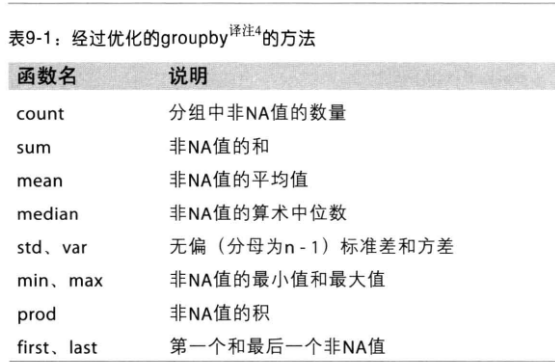 表9-1：经过优化的groupby译注4的方法
函数名 说明
count 分组中非NA值的数量
sum 非NA值的和
mean 非NA值的平均值
median 非NA值的算术中位数
std、var 无偏（分母为n - 1）标准差和方差
min、max 非NA值的最小值和最大值
prod 非NA值的积
first、last 第一个和最后一个非NA值